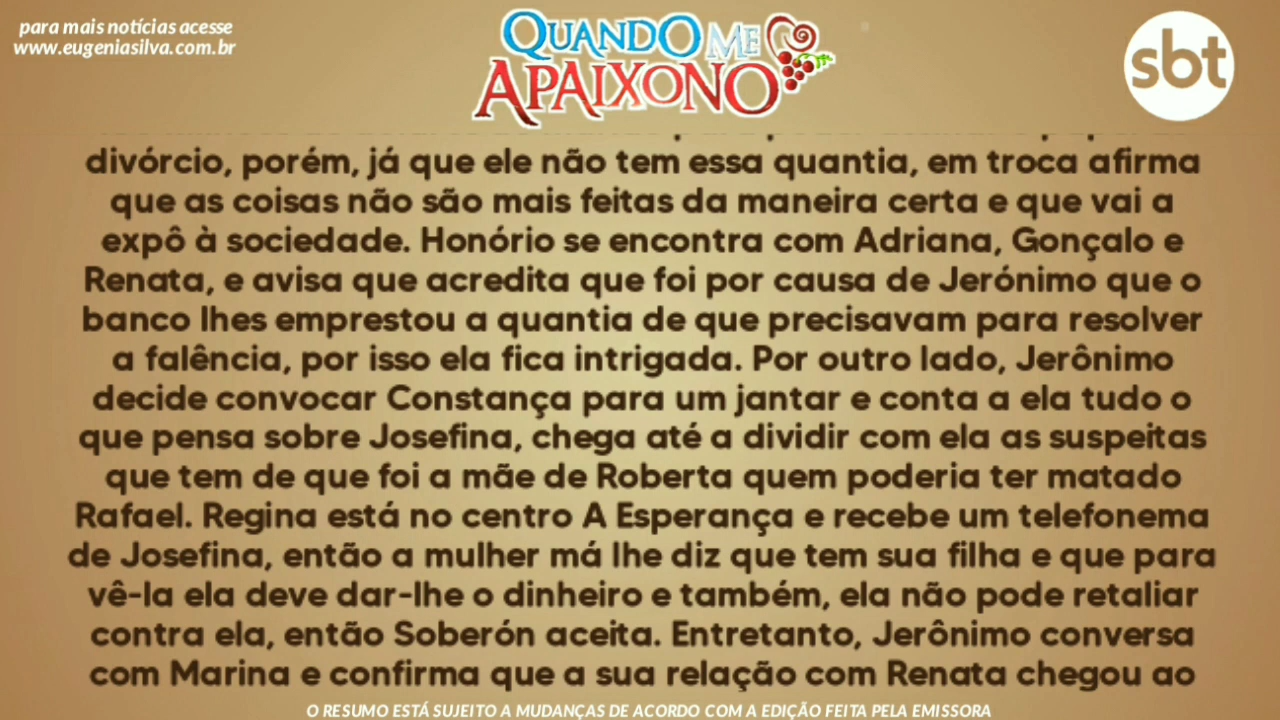 para mais notícias acesse
www.eugeniasilva.com.br
QUANDO ME
APAIXONO
sbt
divórcio, porém, já que ele não tem essa quantia, em troca afirma
que as coisas não são mais feitas da maneira certa e que vai a
expô à sociedade. Honório se encontra com Adriana, Gonçalo e
Renata, e avisa que acredita que foi por causa de Jerónimo que o
banco lhes emprestou a quantia de que precisavam para resolver
a falência, por isso ela fica intrigada. Por outro lado, Jerônimo
decide convocar Constança para um jantar e conta a ela tudo o
que pensa sobre Josefina, chega até a dividir com ela as suspeitas
que tem de que foi a mãe de Roberta quem poderia ter matado
Rafael. Regina está no centro A Esperança e recebe um telefonema
de Josefina, então a mulher má lhe diz que tem sua filha e que para
vê-la ela deve dar-lhe o dinheiro e também, ela não pode retaliar
contra ela, então Soberón aceita. Entretanto, Jerônimo conversa
com Marina e confirma que a sua relação com Renata chegou ao
O RESUMO ESTÁ SUJEITO A MUDANÇAS DE ACORDO COM A EDIÇÃO FEITA PELA EMISSORA